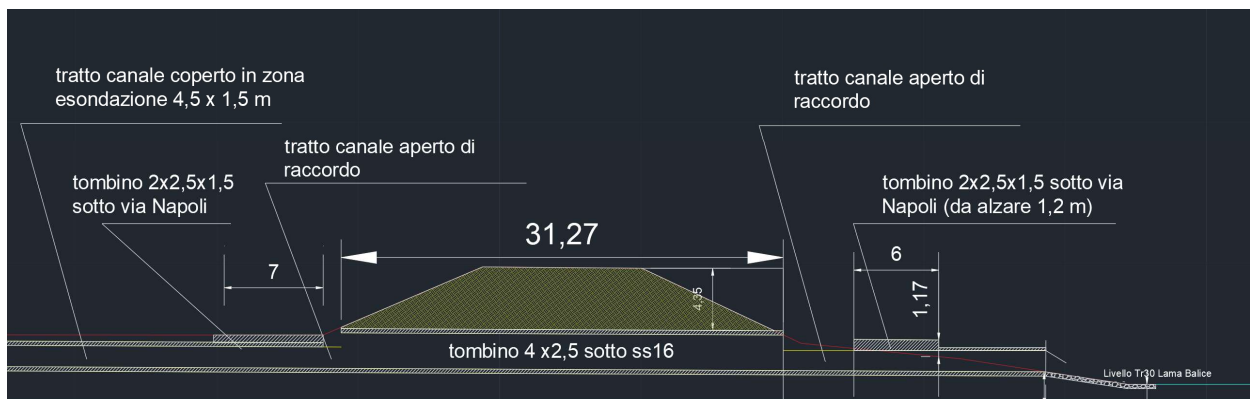 tratto canale coperto in zona
esondazione 4,5 x 1,5 m
tombino 2x2,5x1,5
sotto via Napoli
tratto canale aperto di
raccordo
tratto canale aperto di
raccordo
tombino 2x2,5x1,5 sotto via
Napoli (da alzare 1,2 m)
31,27
7
6
4,35
1,17
tombino 4 x2,5 sotto ss16
Livello Tr30 Lama Balice